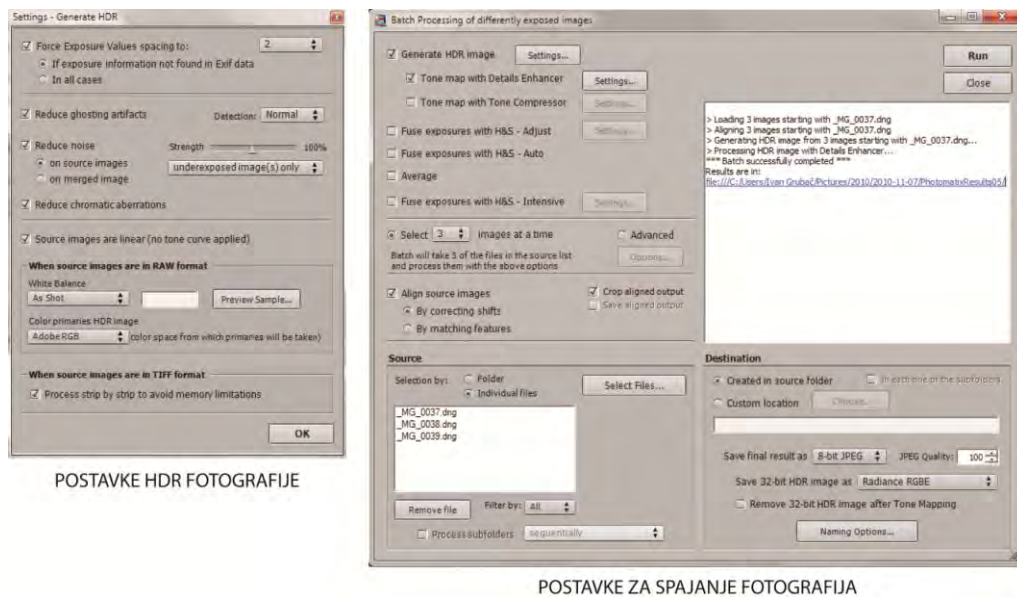 Settings - Generate HDR
Force Exposure Values spacing to: 2
If exposure information not found in Exif data
In all cases
Reduce ghosting artifacts Detection: Normal
Reduce noise Strength 100%
on source images underexposed image(s) only
on merged image
Reduce chromatic aberrations
Source images are linear (no tone curve applied)
When source images are in RAW format
White Balance
As Shot Preview Sample...
Color primaries HDR image
Adobe RGB color space from which primaries will be taken)
When source images are in TIFF format
Process strip by strip to avoid memory limitations
OK
POSTAVKE HDR FOTOGRAFIJE
Batch Processing of differently exposed images
Generate HDR image Settings...
Tone map with Details Enhancer Settings...
Tone map with Tone Compressor Settings...
Fuse exposures with H&S - Adjust Settings...
Fuse exposures with H&S - Auto
Average
Fuse exposures with H&S - Intensive Settings...
Select 3 images at a time Advanced
Batch will take 3 of the files in the source list
and process them with the above options
Options...
Align source images Crop aligned output
Save aligned output
By correcting shifts
By matching features
Run
Close
> Loading 3 images starting with _MG_0037.dng
> Aligning 3 images starting with _MG_0037.dng
> Generating HDR image from 3 images starting with _MG_0037.dng...
> Processing HDR image with Details Enhancer...
*** Batch successfully completed ***
Results are in:
file:///C:/Users/Ivan Grubač/Pictures/2010/2010-11-07/PhotomatixResults05/
Source
Selection by: Folder
Individual files
Select Files...
_MG_0037.dng
_MG_0038.dng
_MG_0039.dng
Remove file Filter by: All
Process subfolders sequentially
Destination
Created in source folder In each one of the subfolders
Custom location Choose...
Save final result as 8-bit JPEG JPEG Quality: 100
Save 32-bit HDR image as Radiance RGBE
Remove 32-bit HDR image after Tone Mapping
Naming Options...
POSTAVKE ZA SPAJANJE FOTOGRAFIJA